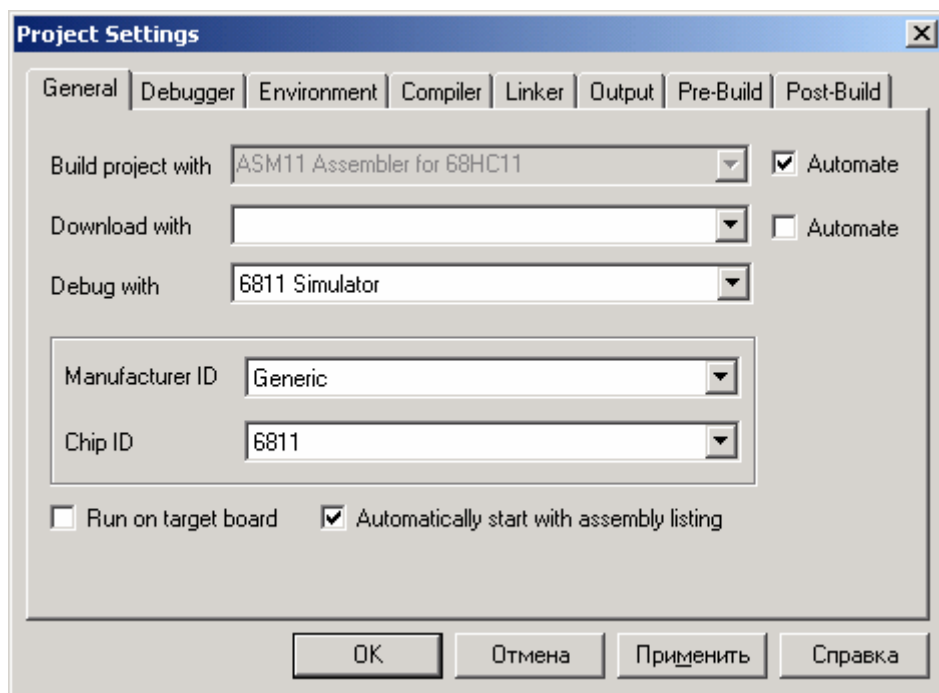 Project Settings
General Debugger Environment Compiler Linker Output Pre-Build Post-Build
Build project with ASM11 Assembler for 68HC11 Automate
Download with Automate
Debug with 6811 Simulator
Manufacturer ID Generic
Chip ID 6811
Run on target board Automatically start with assembly listing
OK Отмена Применить Справка